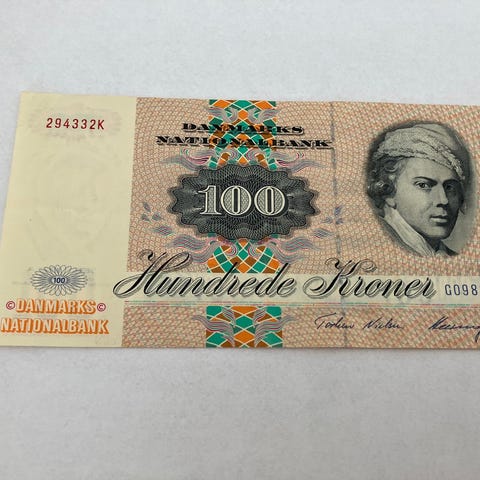 294332K
DANMARKS
NATIONALBANK
100
Hundrede Kroner G098
100
©DANMARKS©
NATIONALBANK